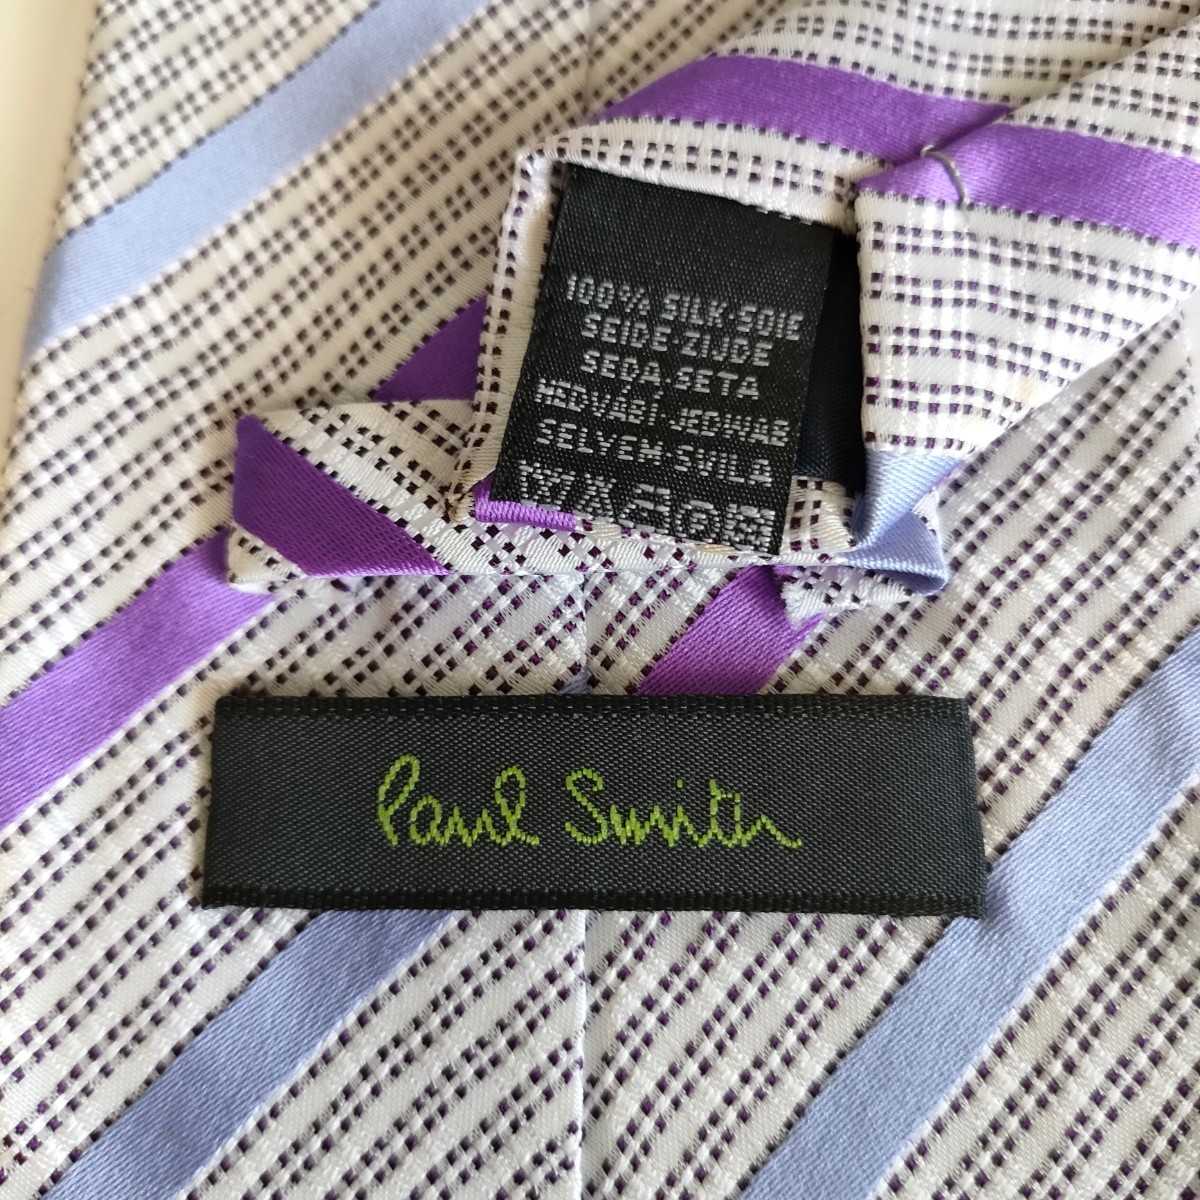 100% SILK·SOIE
SEIDE·ZIJDE
SEDA·SETA
HEDVÁBÍ·JEDWAB
SELYEM·SVILA
Paul Smith